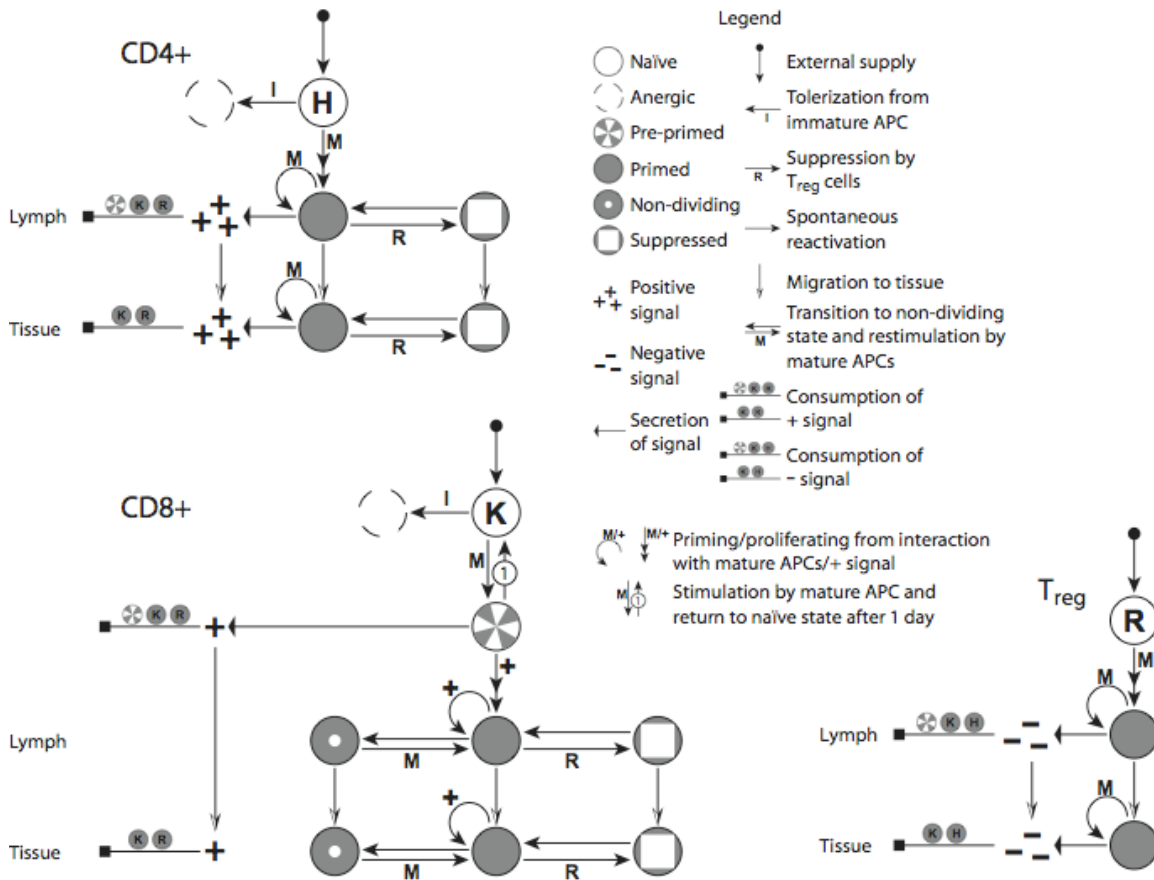 CD4+
I
H
M
M
Lymph
K R
+ + +
R
M
Tissue
K R
+ + +
R
CD8+
I
K
M
1
K R
+
+
+
Lymph
M
R
+
Tissue
K R
+
M
R
Legend
Naïve
External supply
Anergic
I
Tolerization from
immature APC
Pre-primed
Primed
R
Suppression by
Treg cells
Non-dividing
Suppressed
Spontaneous
reactivation
Positive
signal
+ + +
Migration to tissue
M
Transition to non-dividing
state and restimulation by
mature APCs
Negative
signal
– – –
Secretion
of signal
Consumption of
+ signal
Consumption of
– signal
M/+
M/+
Priming/proliferating from interaction
with mature APCs/+ signal
M
1
Stimulation by mature APC and
return to naïve state after 1 day
Treg
R
M
M
Lymph
K H
– – –
M
Tissue
K H
– – –